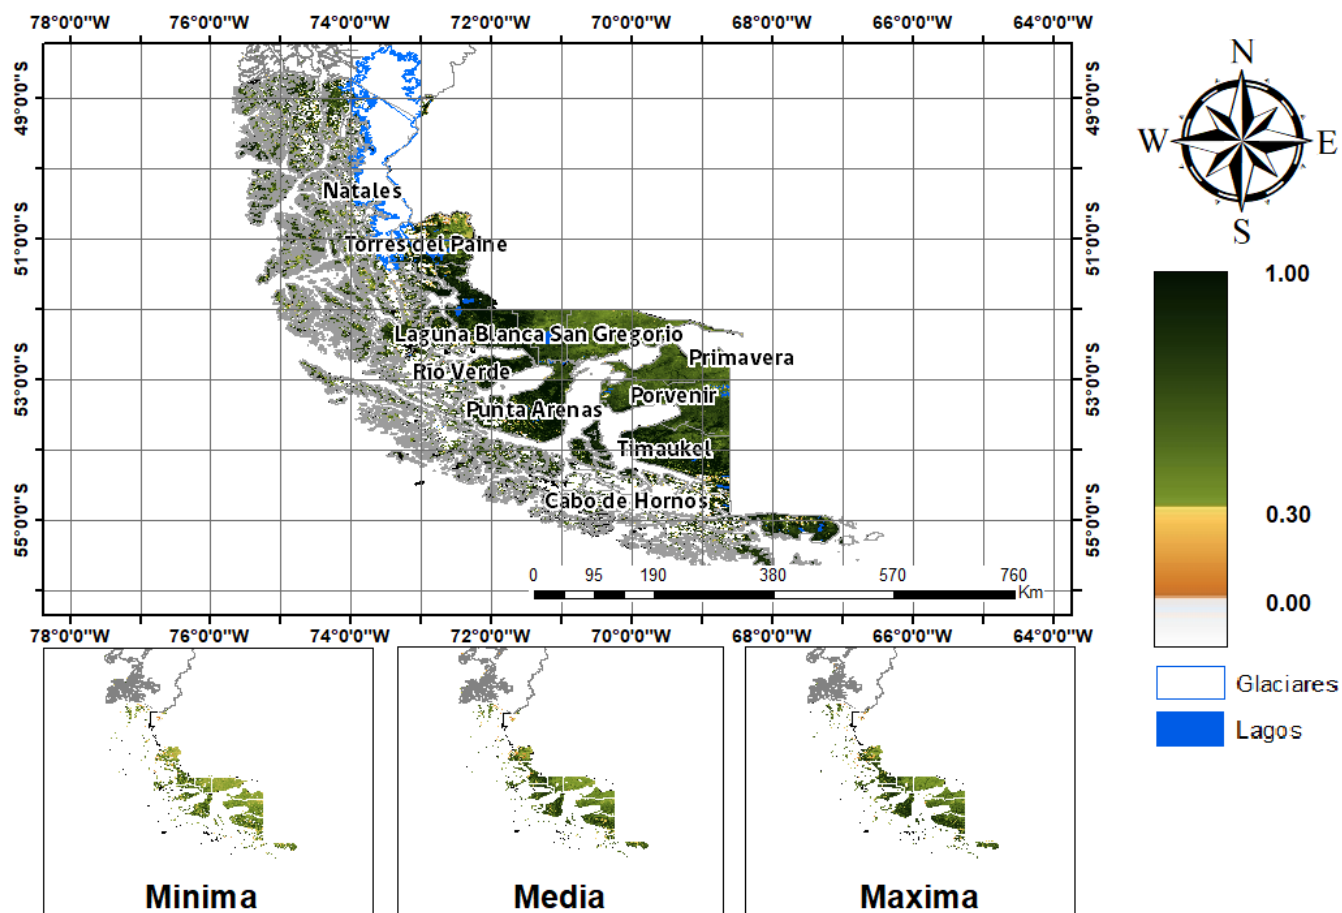 78°0'0"W 76°0'0"W 74°0'0"W 72°0'0"W 70°0'0"W 68°0'0"W 66°0'0"W 64°0'0"W
N
W E
S
49°0'0"S 49°0'0"S
51°0'0"S 51°0'0"S
53°0'0"S 53°0'0"S
55°0'0"S 55°0'0"S
Natales
Torres del Paine
Laguna Blanca San Gregorio
Primavera
Rio Verde
Porvenir
Punta Arenas
Timaukel
Cabo de Hornos
0 95 190 380 570 760
Km
78°0'0"W 76°0'0"W 74°0'0"W 72°0'0"W 70°0'0"W 68°0'0"W 66°0'0"W 64°0'0"W
1.00
0.30
0.00
Glaciares
Lagos
Minima
Media
Maxima